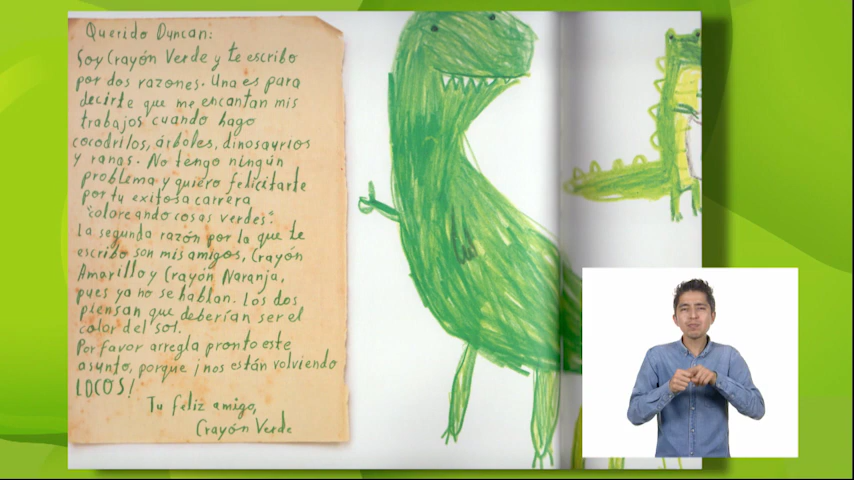 Querido Duncan:
Soy Crayón Verde y te escribo
por dos razones. Una es para
decirte que me encantan mis
trabajos cuando hago
cocodrilos, árboles, dinosaurios
y ranas. No tengo ningún
problema y quiero felicitarte
por tu exitosa carrera
"coloreando cosas verdes".
La segunda razón por la que te
escribo son mis amigos, Crayón
Amarillo y Crayón Naranja,
pues ya no se hablan. Los dos
piensan que deberían ser el
color del sol.
Por favor arregla pronto este
asunto, porque ¡nos están volviendo
LOCOS!
Tu feliz amigo,
Crayón Verde